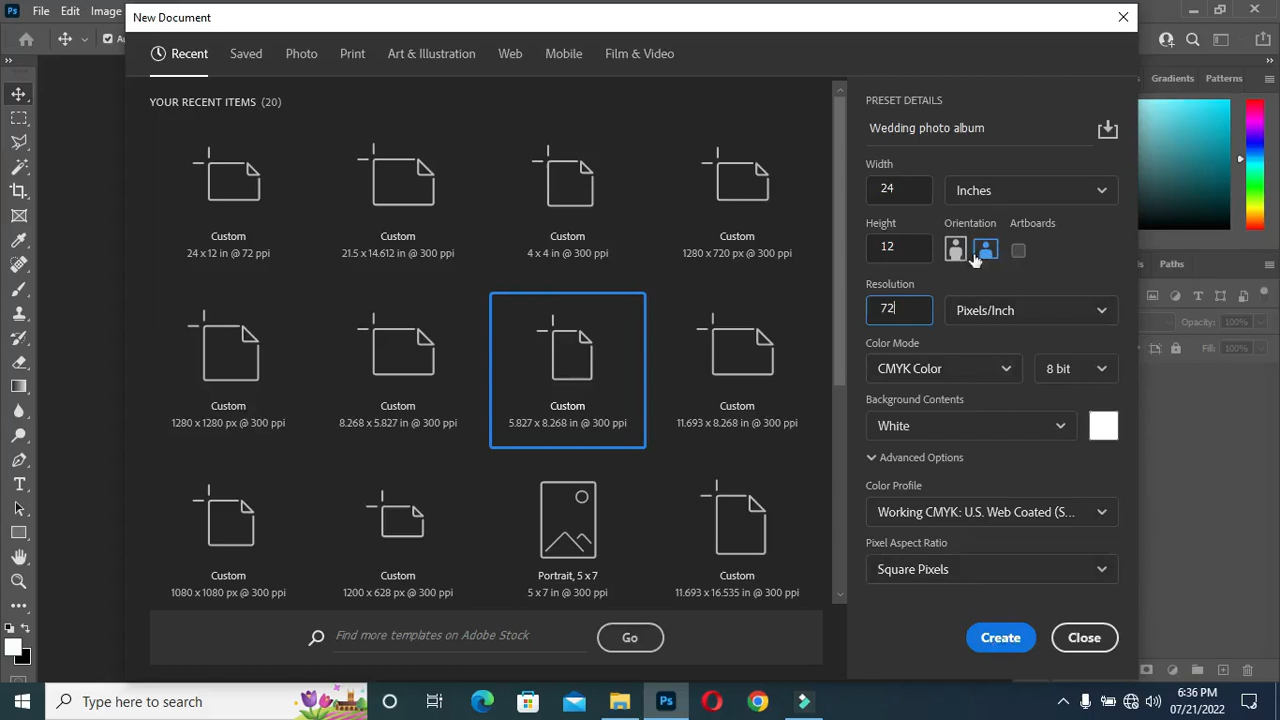 Ps File Edit
New Document
Recent Saved Photo Print Art & Illustration Web Mobile Film & Video
YOUR RECENT ITEMS (20)
Custom
24 x 12 in @ 72 ppi
Custom
21.5 x 14.612 in @ 300 ppi
Custom
4 x 4 in @ 300 ppi
Custom
1280 x 720 px @ 300 ppi
Custom
1280 x 1280 px @ 300 ppi
Custom
8.268 x 5.827 in @ 300 ppi
Custom
5.827 x 8.268 in @ 300 ppi
Custom
11.693 x 8.268 in @ 300 ppi
Custom
1080 x 1080 px @ 300 ppi
Custom
1200 x 628 px @ 300 ppi
Portrait, 5 x 7
5 x 7 in @ 300 ppi
Custom
11.693 x 16.535 in @ 300 ppi
Find more templates on Adobe Stock
Go
PRESET DETAILS
Wedding photo album
Width
24 Inches
Height Orientation Artboards
12
Resolution
72 Pixels/Inch
Color Mode
CMYK Color 8 bit
Background Contents
White
Advanced Options
Color Profile
Working CMYK: U.S. Web Coated (S...
Pixel Aspect Ratio
Square Pixels
Create Close
Gradients Patterns
Paths
Opacity: 100%
Fill: 100%
Type here to search
Ps
6:36 PM
07/21/2022